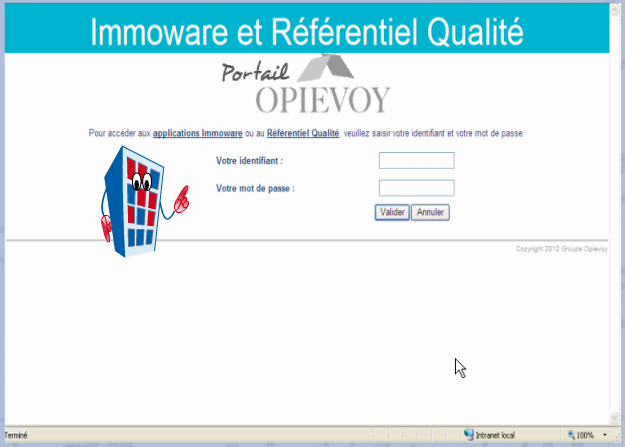 Immoware et Référentiel Qualité
Portail
OPIEVOY
Pour accéder aux applications Immoware ou au Référentiel Qualité, veuillez saisir votre identifiant et votre mot de passe.
Votre identifiant :
Votre mot de passe :
Valider Annuler
Copyright 2012 Groupe Opievoy
Terminé Intranet local 100%